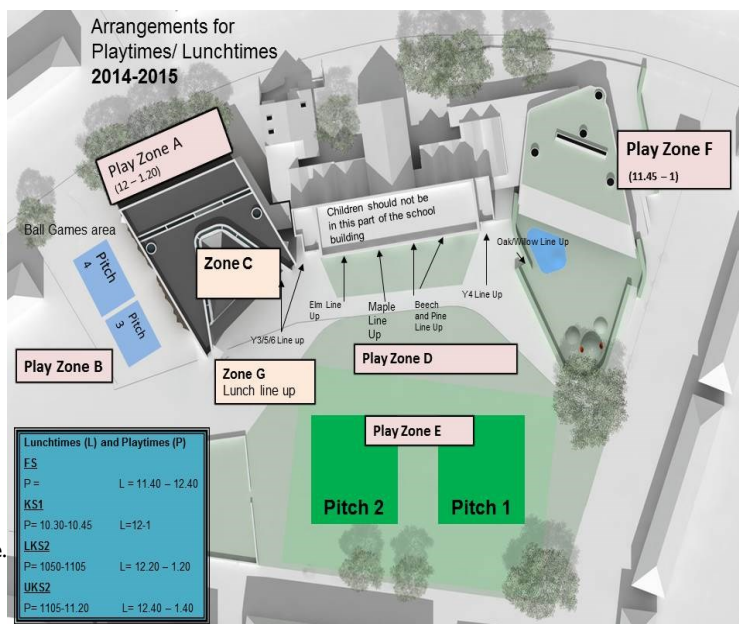 Arrangements for
Playtimes/ Lunchtimes
2014-2015
Play Zone A
(12 – 1.20)
Play Zone F
(11.45 – 1)
Children should not be
in this part of the school
building
Ball Games area
Pitch
4
Pitch
3
Zone C
Oak/Willow Line Up
Elm Line
Up
Maple
Line
Up
Beech
and Pine
Line Up
Y4 Line Up
Y3/5/6 Line up
Play Zone B
Zone G
Lunch line up
Play Zone D
Play Zone E
Pitch 2
Pitch 1
Lunchtimes (L) and Playtimes (P)
FS
P = L = 11.40 – 12.40
KS1
P= 10.30-10.45 L=12-1
LKS2
P= 1050-1105 L= 12.20 – 1.20
UKS2
P= 1105-11.20 L= 12.40 – 1.40